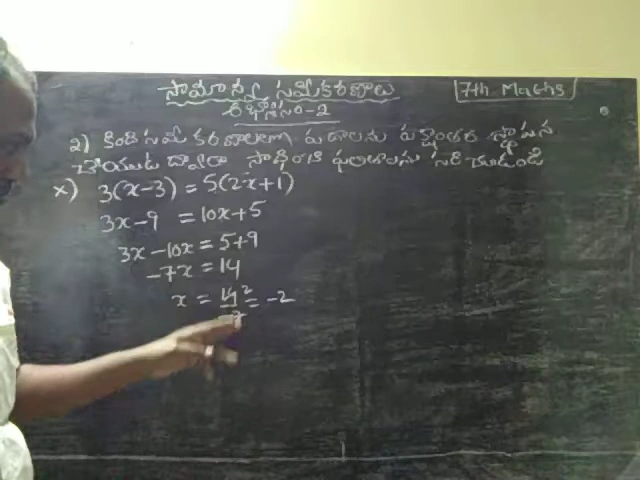 సామాన్య సమీకరణాలు
7th Maths
అభ్యాసం-2
2) కింది సమీకరణాలను పదాలను పక్షాంతర స్థాపన
చేయుట ద్వారా సాధించి ఫలితాలను సరి చూడండి
x) 3(x-3) = 5(2x+1)
3x-9 = 10x+5
3x-10x = 5+9
-7x = 14
x = 14/-7 2 = -2